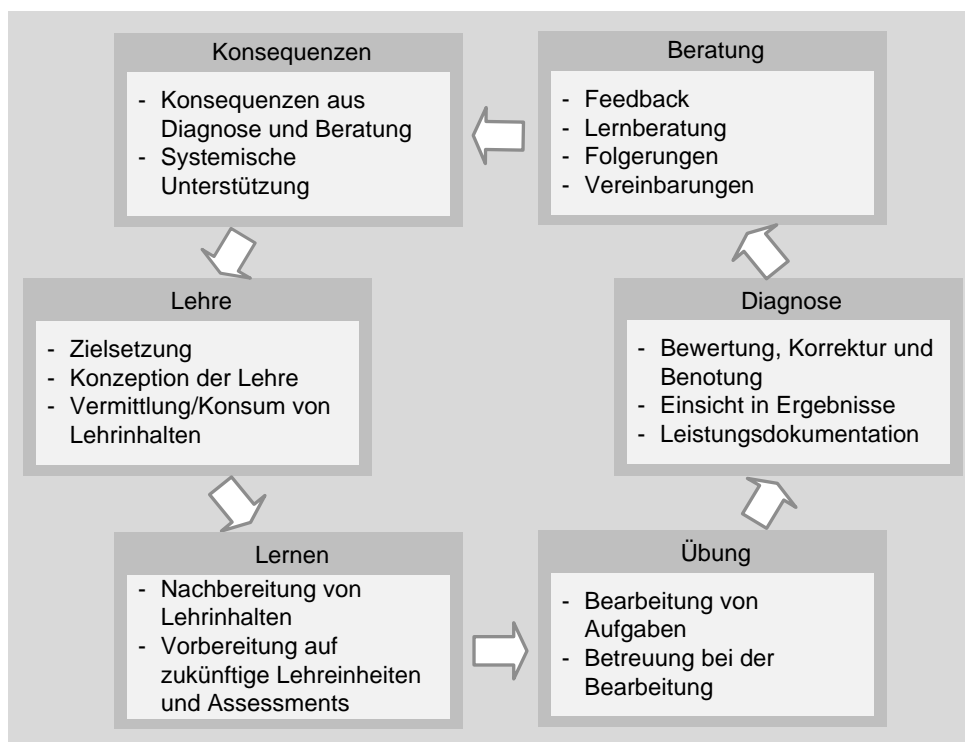 Konsequenzen
- Konsequenzen aus
Diagnose und Beratung
- Systemische
Unterstützung
Beratung
- Feedback
- Lernberatung
- Folgerungen
- Vereinbarungen
Lehre
- Zielsetzung
- Konzeption der Lehre
- Vermittlung/Konsum von
Lehrinhalten
Diagnose
- Bewertung, Korrektur und
Benotung
- Einsicht in Ergebnisse
- Leistungsdokumentation
Lernen
- Nachbereitung von
Lehrinhalten
- Vorbereitung auf
zukünftige Lehreinheiten
und Assessments
Übung
- Bearbeitung von
Aufgaben
- Betreuung bei der
Bearbeitung